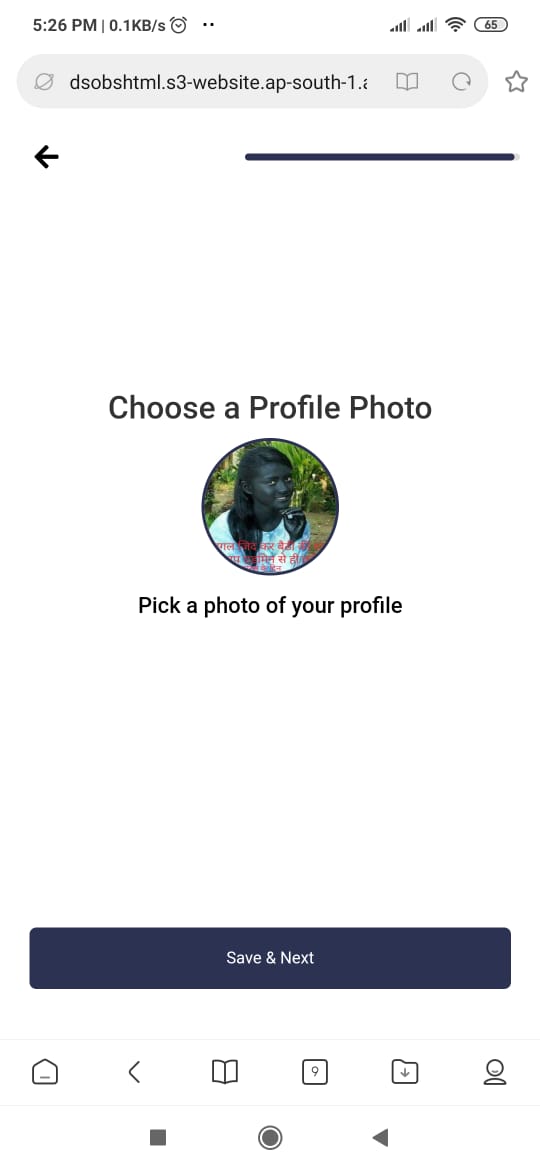 5:26 PM | 0.1KB/s
65
dsobshtml.s3-website.ap-south-1.
Choose a Profile Photo
जिद कर बैठी
से ही
Pick a photo of your profile
Save & Next
9